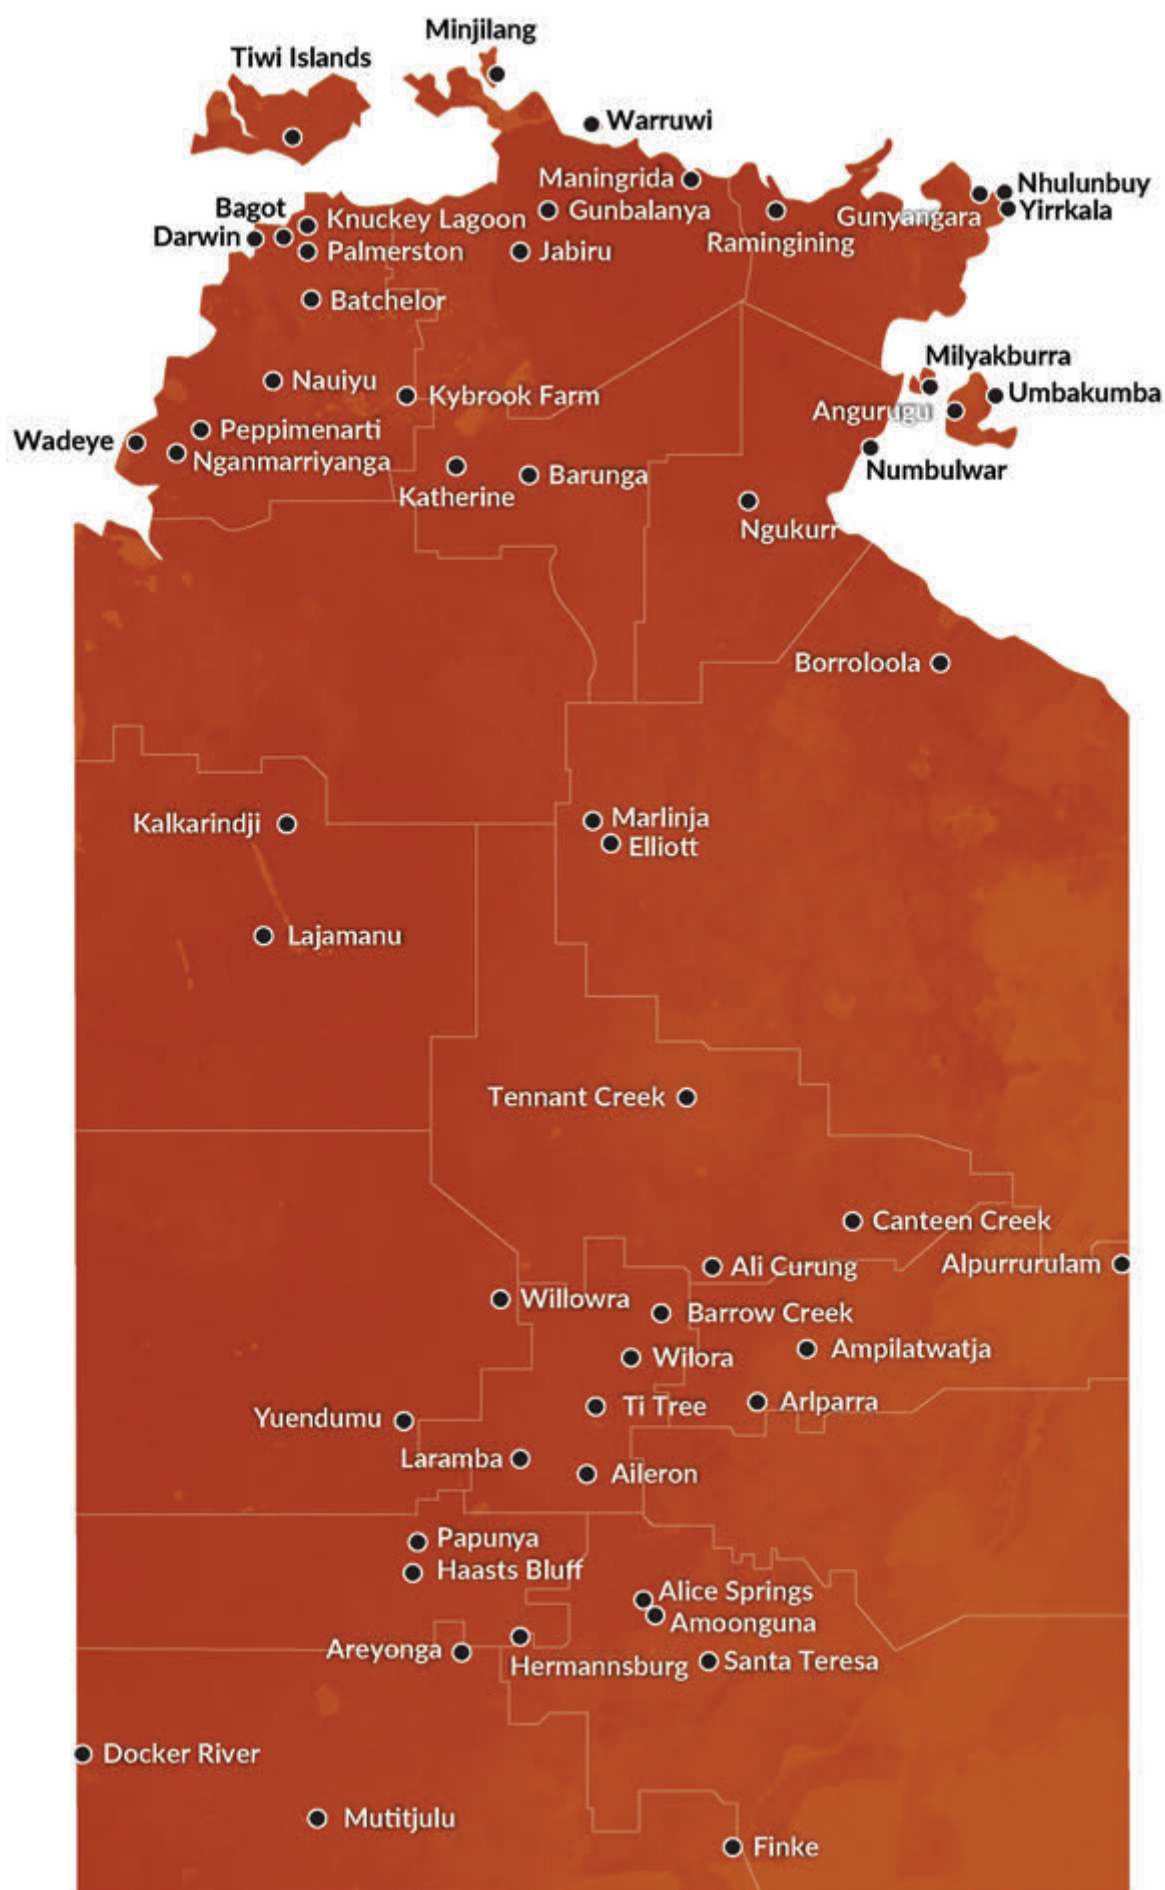 Minjilang
Tiwi Islands
Warruwi
Maningrida
Nhulunbuy
Bagot
Knuckey Lagoon
Gunbalanya
Gunyangara
Yirrkala
Darwin
Palmerston
Jabiru
Ramingining
Batchelor
Milyakburra
Nauiyu
Kybrook Farm
Umbakumba
Angurugu
Peppimenarti
Wadeye
Nganmarriyanga
Numbulwar
Katherine
Barunga
Ngukurr
Borroloola
Kalkarindji
Marlinja
Elliott
Lajamanu
Tennant Creek
Canteen Creek
Ali Curung
Alpurrurulam
Willowra
Barrow Creek
Wilora
Ampilatwatja
Yuendumu
Ti Tree
Arlparra
Laramba
Aileron
Papunya
Haasts Bluff
Alice Springs
Amoonguna
Areyonga
Hermannsburg
Santa Teresa
Docker River
Mutitjulu
Finke